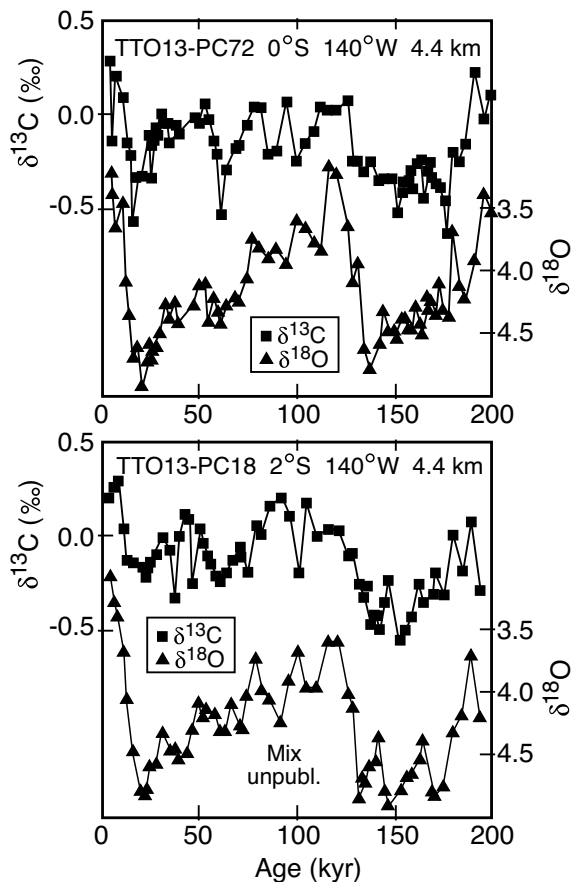 TTO13-PC72 0°S 140°W 4.4 km
0.5
0.0
-0.5
δ¹³C (‰)
3.5
4.0
4.5
δ¹⁸O
δ¹³C
δ¹⁸O
0 50 100 150 200
TTO13-PC18 2°S 140°W 4.4 km
0.5
0.0
-0.5
δ¹³C (‰)
3.5
4.0
4.5
δ¹⁸O
δ¹³C
δ¹⁸O
Mix
unpubl.
0 50 100 150 200
Age (kyr)